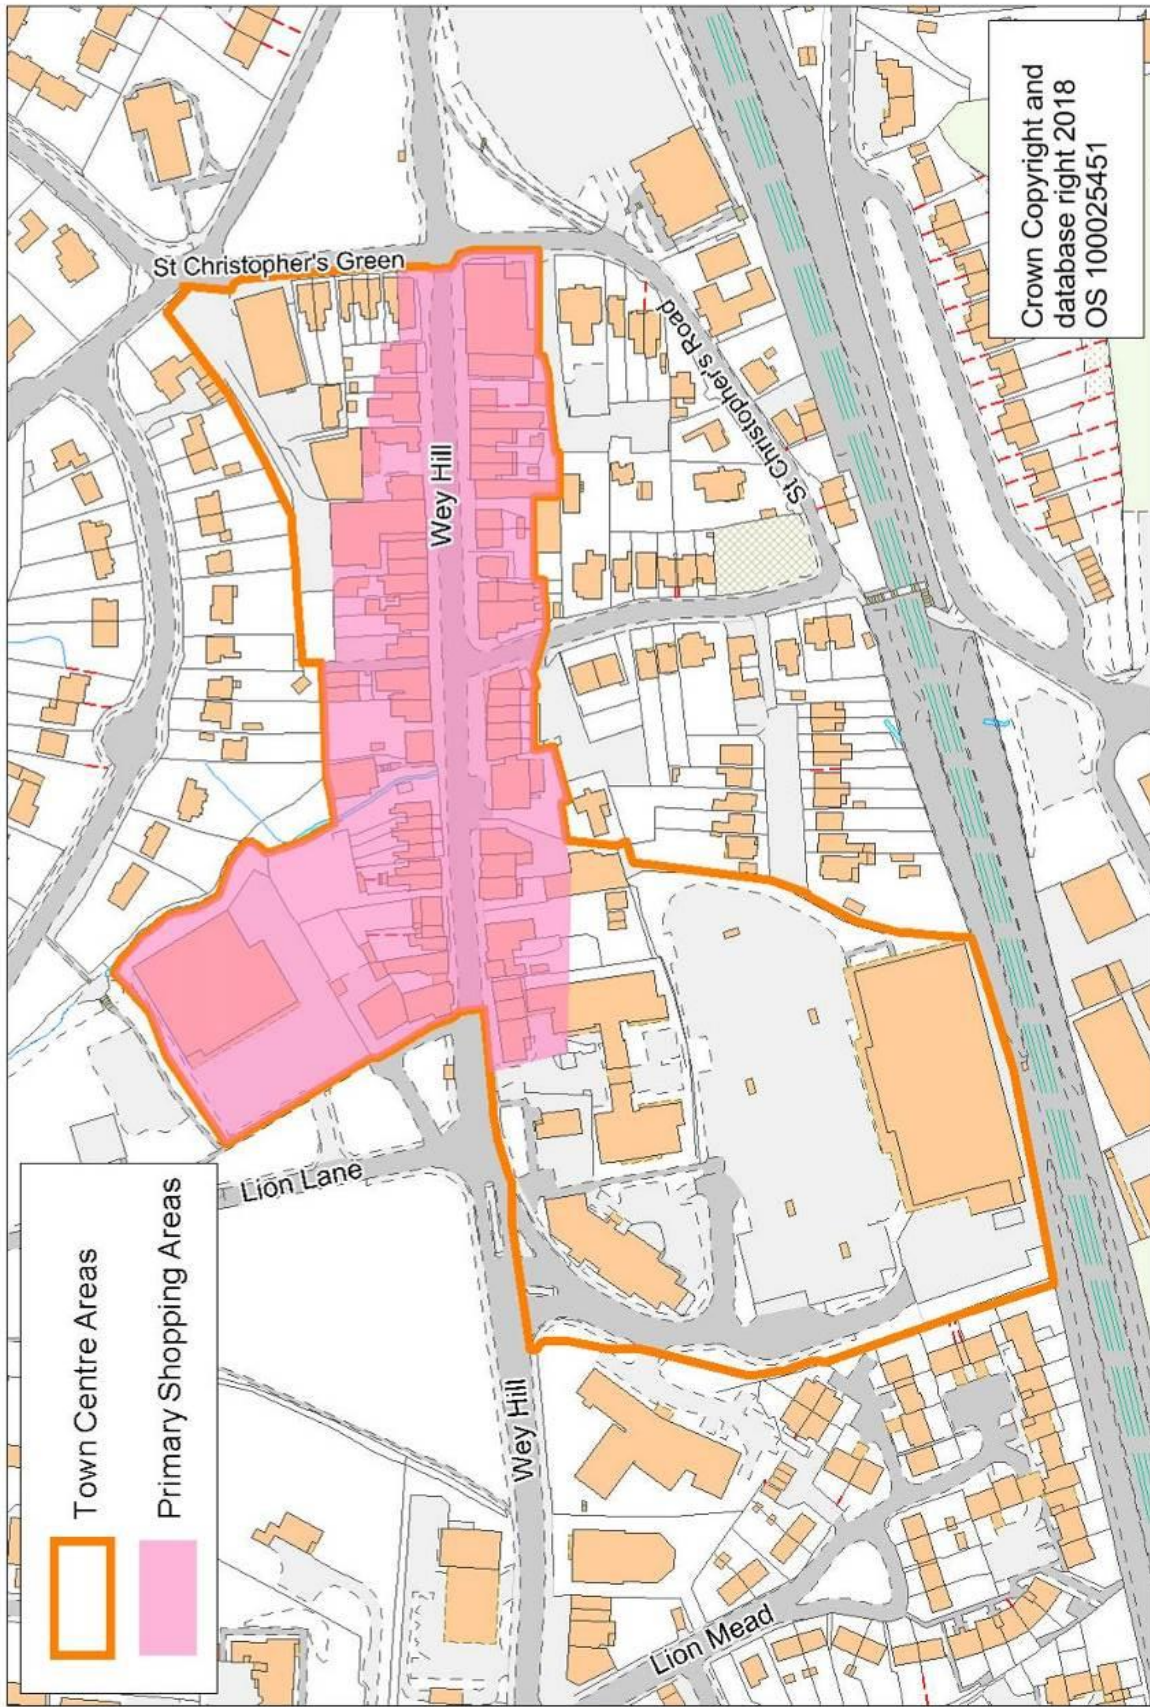 Town Centre Areas
Primary Shopping Areas
Lion Lane
St Christopher's Green
Wey Hill
Wey Hill
St Christopher's Road
Lion Mead
Crown Copyright and
database right 2018
OS 100025451